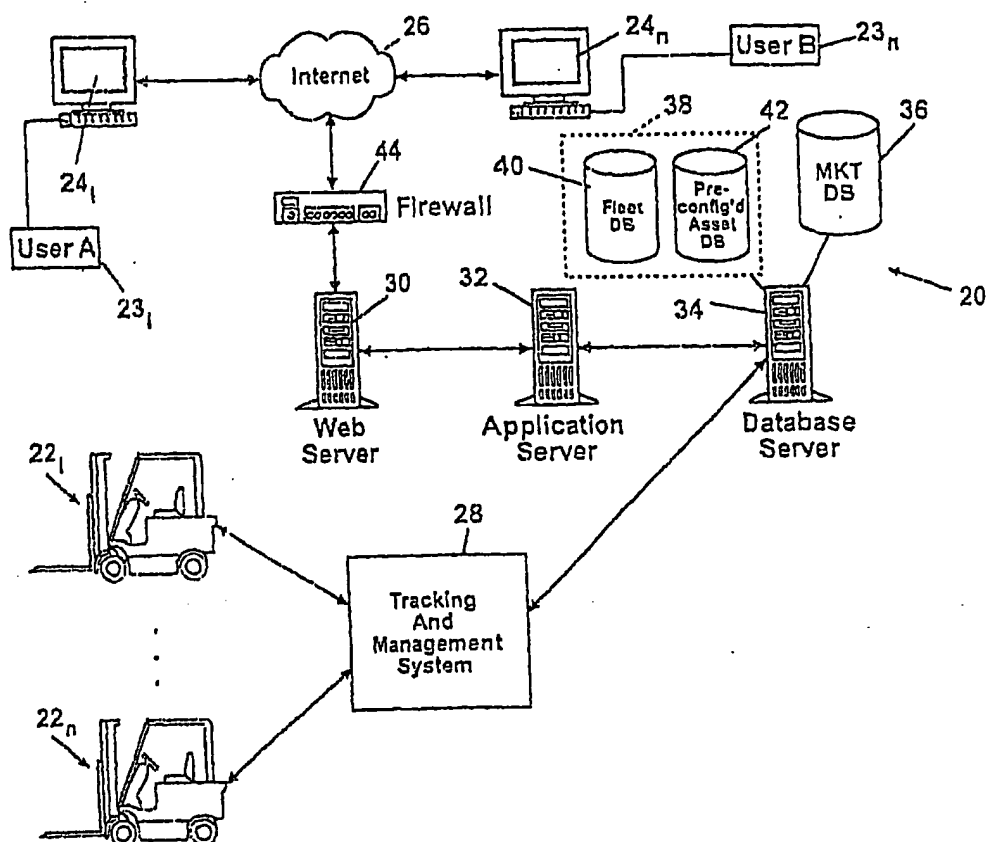 26
Internet
24n
User B
23n
24l
User A
23l
44
Firewall
38
42
36
40
Fleet
DB
Pre-
config'd
Asset
DB
MKT
DB
20
30
Web
Server
32
Application
Server
34
Database
Server
22l
28
Tracking
And
Management
System
22n